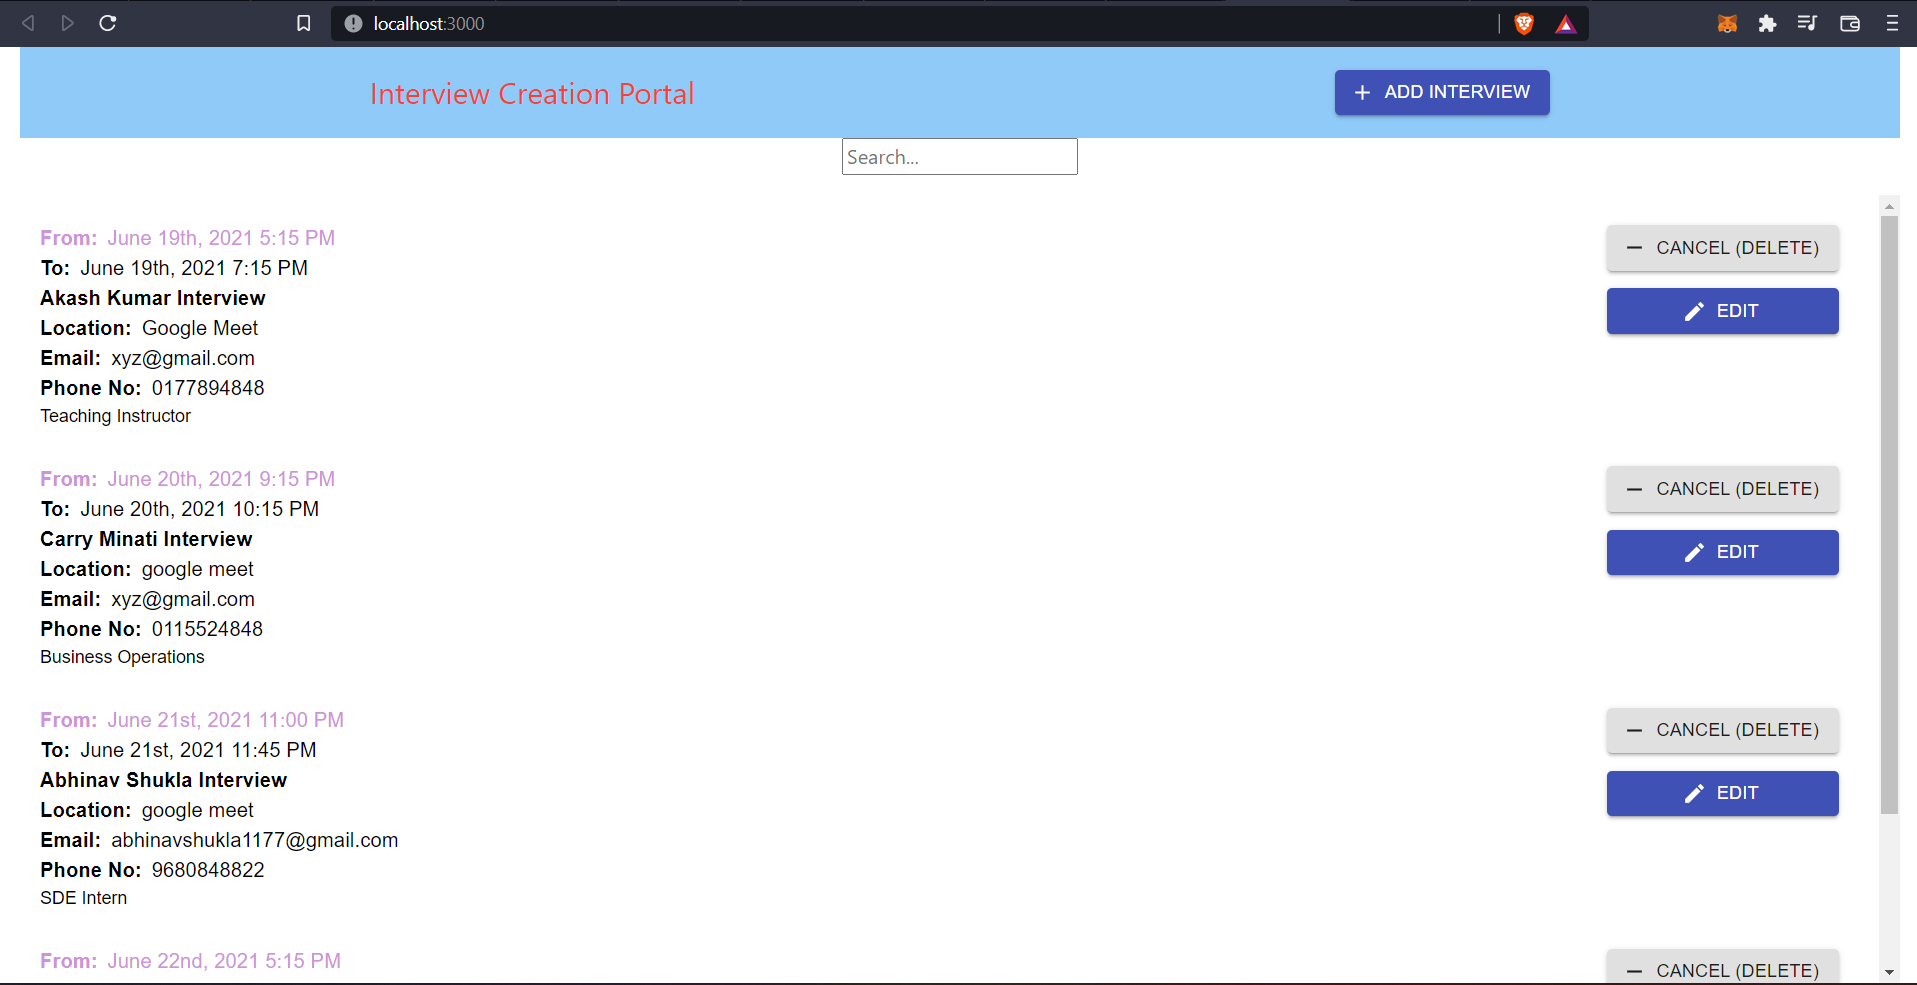 localhost:3000
Interview Creation Portal
ADD INTERVIEW
Search...
From: June 19th, 2021 5:15 PM
To: June 19th, 2021 7:15 PM
Akash Kumar Interview
Location: Google Meet
Email: xyz@gmail.com
Phone No: 0177894848
Teaching Instructor
CANCEL (DELETE)
EDIT
From: June 20th, 2021 9:15 PM
To: June 20th, 2021 10:15 PM
Carry Minati Interview
Location: google meet
Email: xyz@gmail.com
Phone No: 0115524848
Business Operations
CANCEL (DELETE)
EDIT
From: June 21st, 2021 11:00 PM
To: June 21st, 2021 11:45 PM
Abhinav Shukla Interview
Location: google meet
Email: abhinavshukla1177@gmail.com
Phone No: 9680848822
SDE Intern
CANCEL (DELETE)
EDIT
From: June 22nd, 2021 5:15 PM
CANCEL (DELETE)